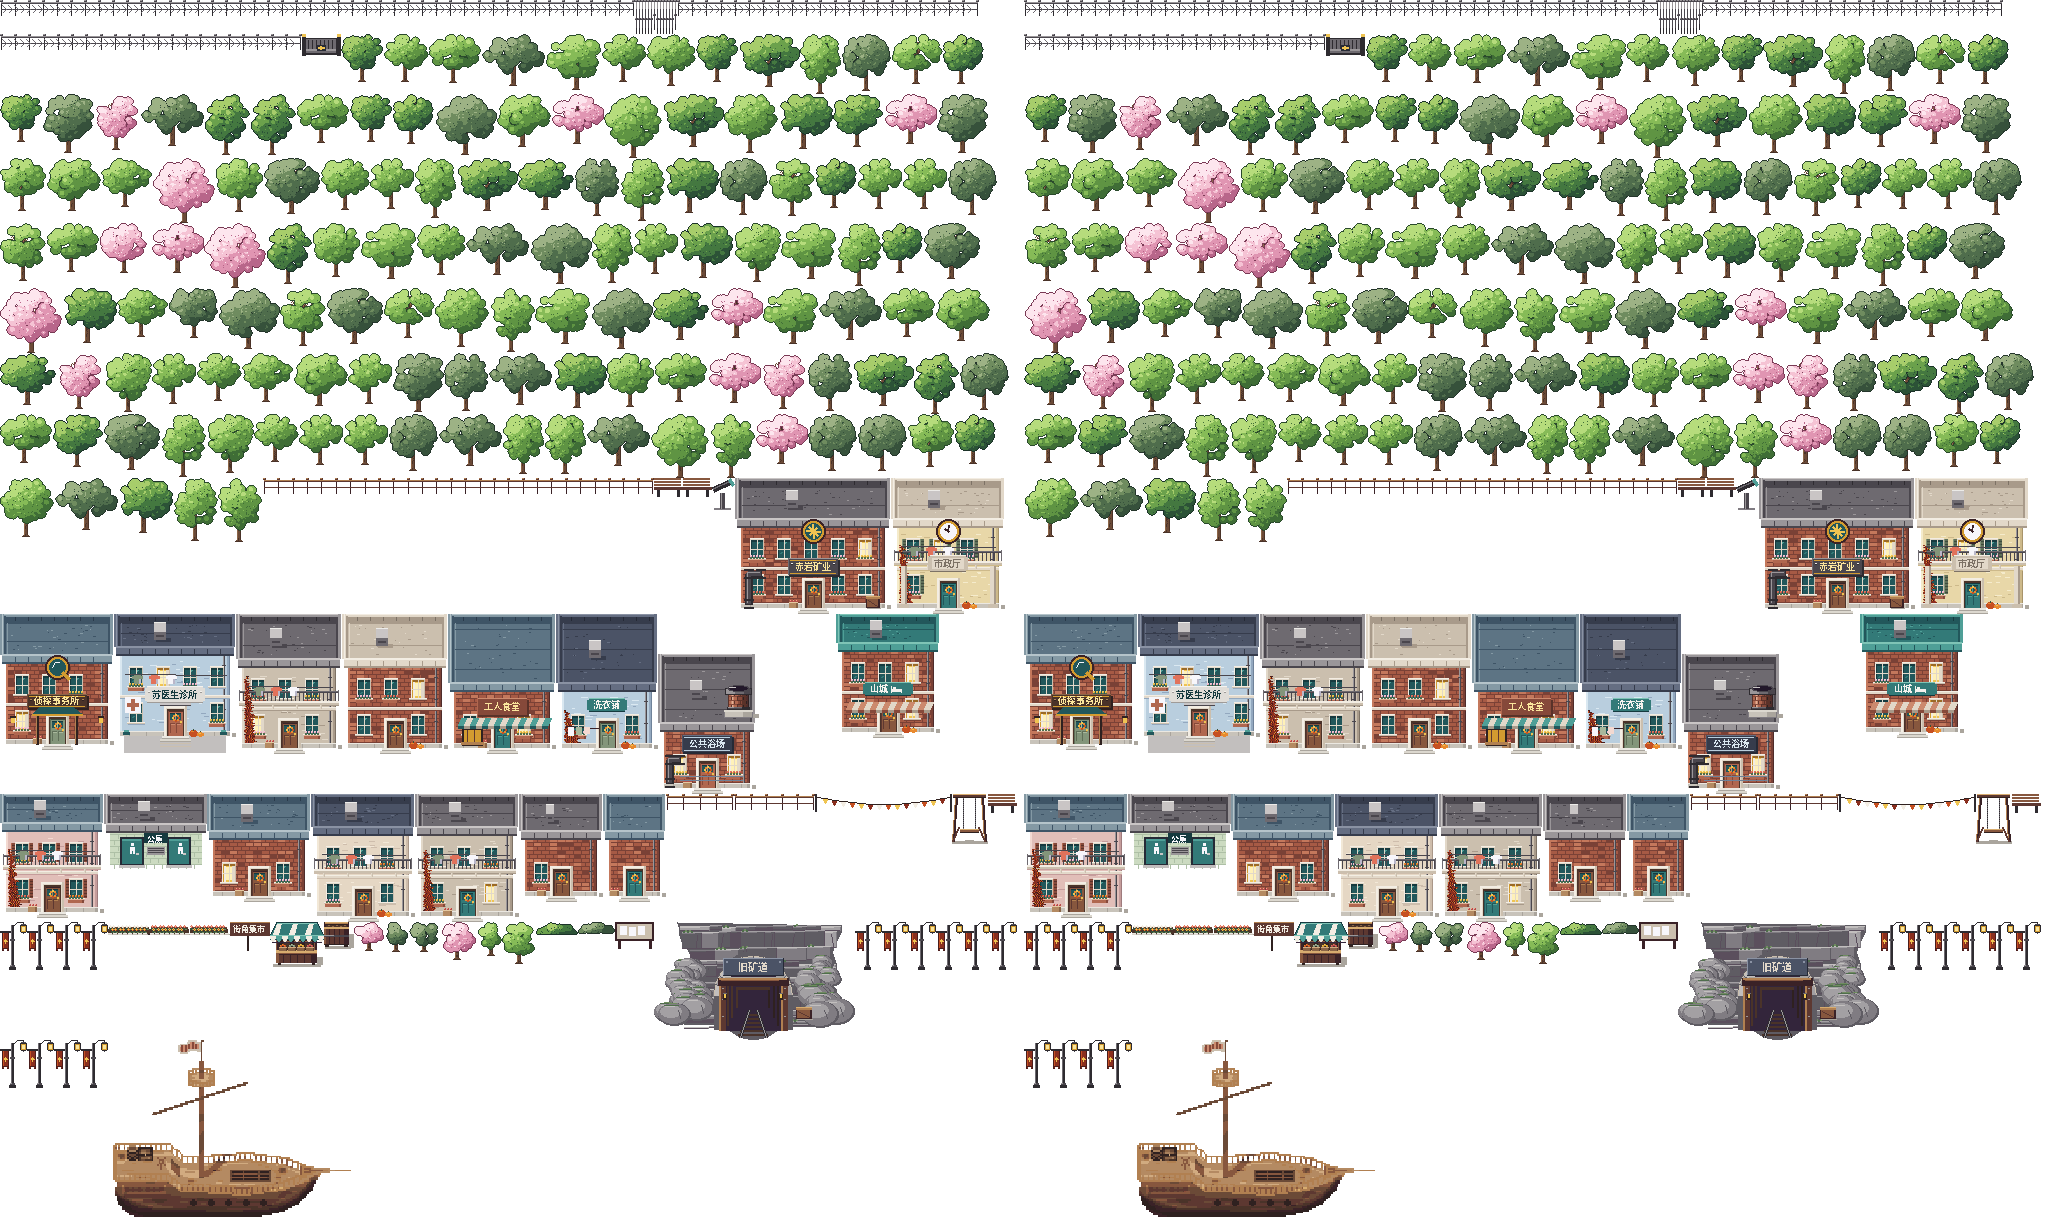 赤岩矿业
市政厅
赤岩矿业
市政厅
侦探事务所
苏医生诊所
工人食堂
洗衣铺
公共浴场
山城
侦探事务所
苏医生诊所
工人食堂
洗衣铺
公共浴场
山城
公厕
公厕
街角集市
旧矿道
街角集市
旧矿道